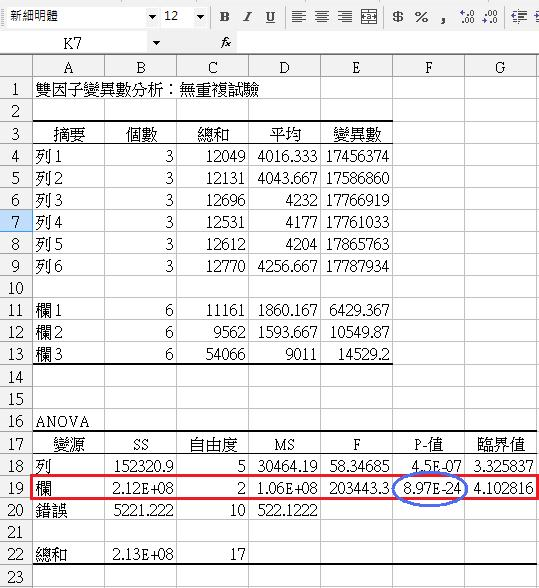 新細明體 12 B I U $ % , ←.0 .00 .00 →.0
K7 fx
A B C D E F G
1 雙因子變異數分析：無重複試驗
2
3 摘要 個數 總和 平均 變異數
4 列 1 3 12049 4016.333 17456374
5 列 2 3 12131 4043.667 17586860
6 列 3 3 12696 4232 17766919
7 列 4 3 12531 4177 17761033
8 列 5 3 12612 4204 17865763
9 列 6 3 12770 4256.667 17787934
10
11 欄 1 6 11161 1860.167 6429.367
12 欄 2 6 9562 1593.667 10549.87
13 欄 3 6 54066 9011 14529.2
14
15
16 ANOVA
17 變源 SS 自由度 MS F P-值 臨界值
18 列 152320.9 5 30464.19 58.34685 4.5E-07 3.325837
19 欄 2.12E+08 2 1.06E+08 203443.3 8.97E-24 4.102816
20 錯誤 5221.222 10 522.1222
21
22 總和 2.13E+08 17
23